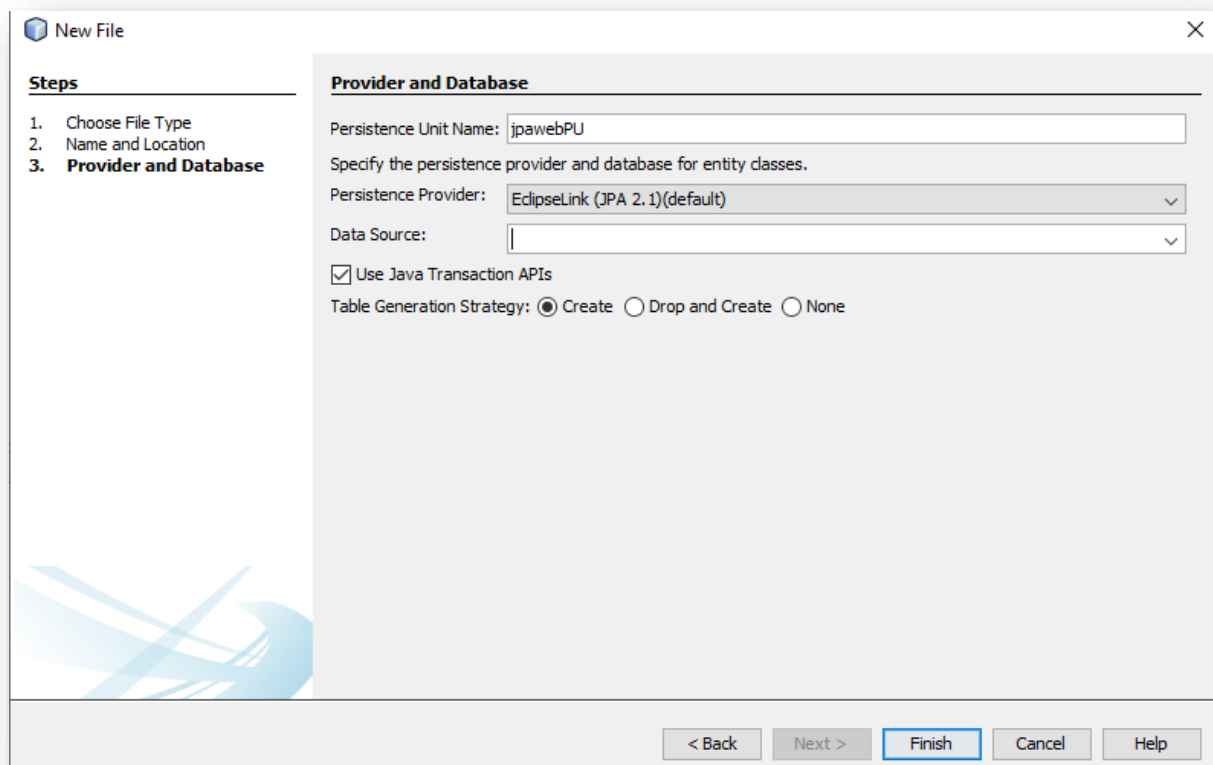 New File
Steps
1. Choose File Type
2. Name and Location
3. Provider and Database
Provider and Database
Persistence Unit Name: jpawebPU
Specify the persistence provider and database for entity classes.
Persistence Provider: EclipseLink (JPA 2.1)(default)
Data Source:
Use Java Transaction APIs
Table Generation Strategy: Create Drop and Create None
< Back Next > Finish Cancel Help